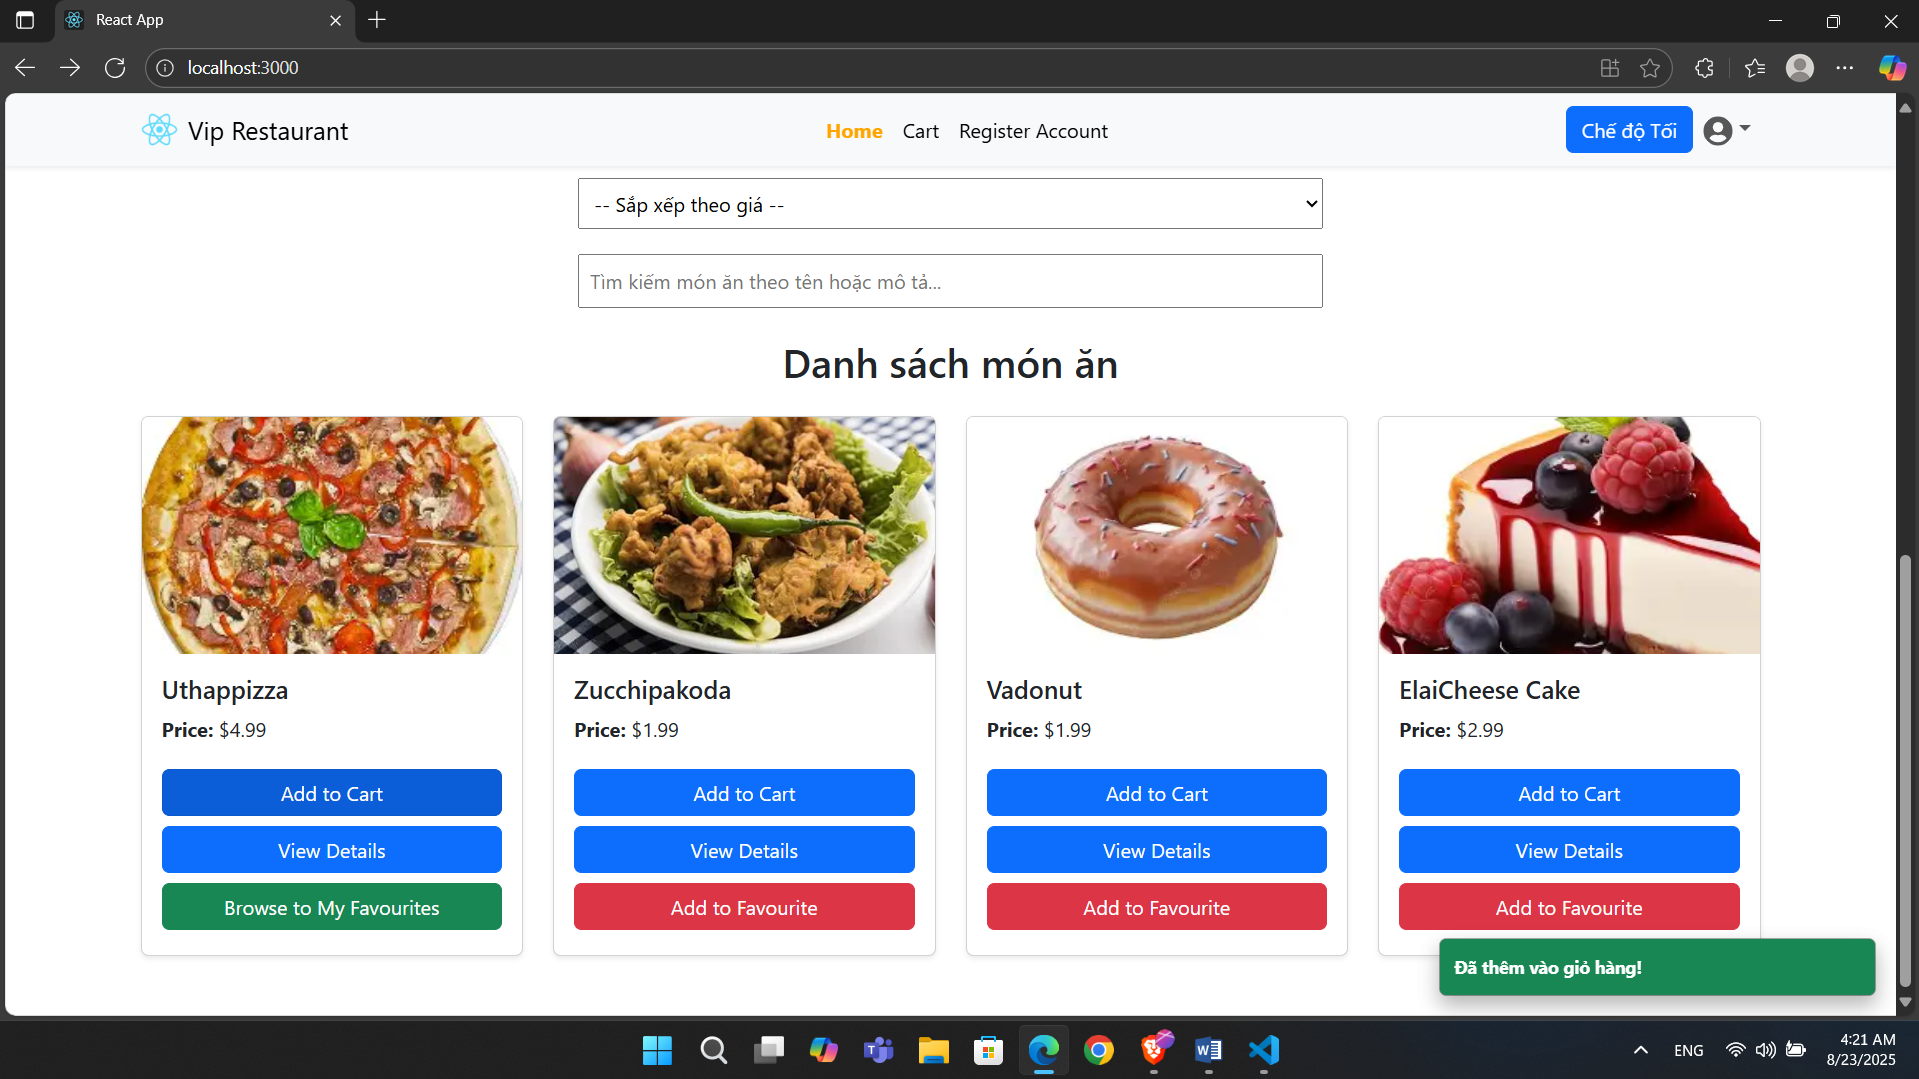 React App
localhost:3000
Vip Restaurant
Home Cart Register Account
Chế độ Tối
-- Sắp xếp theo giá --
Tìm kiếm món ăn theo tên hoặc mô tả...
Danh sách món ăn
Uthappizza
Price: $4.99
Add to Cart
View Details
Browse to My Favourites
Zucchipakoda
Price: $1.99
Add to Cart
View Details
Add to Favourite
Vadonut
Price: $1.99
Add to Cart
View Details
Add to Favourite
ElaiCheese Cake
Price: $2.99
Add to Cart
View Details
Add to Favourite
Đã thêm vào giỏ hàng!
ENG
4:21 AM
8/23/2025